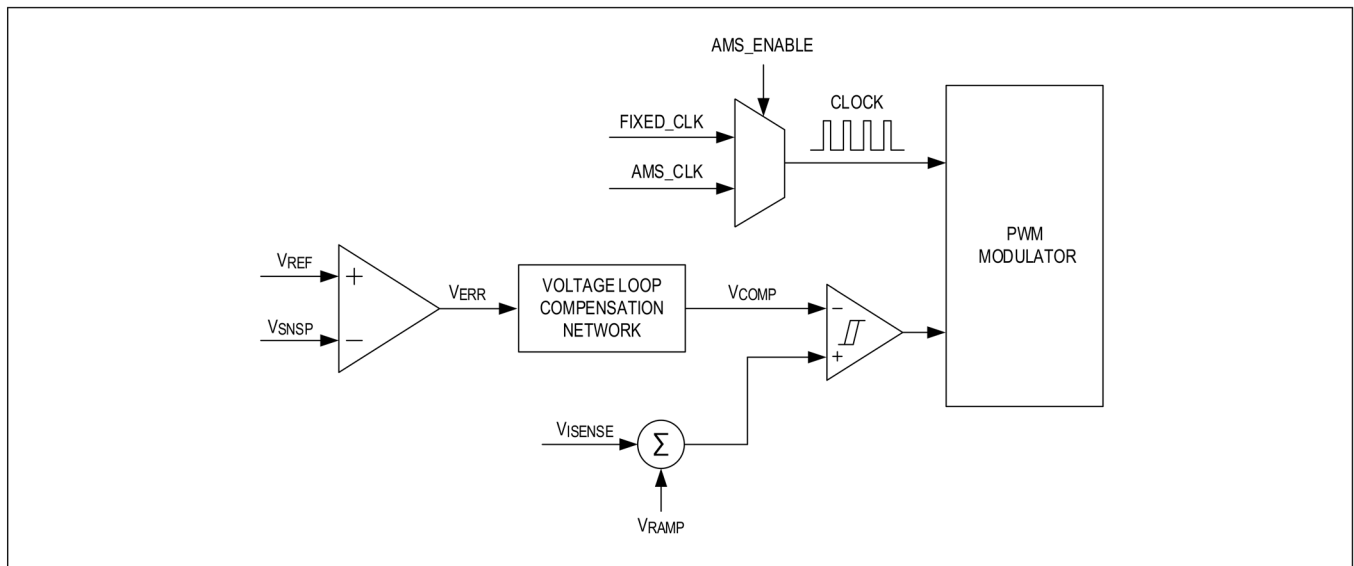 AMS_ENABLE
FIXED_CLK
AMS_CLK
CLOCK
PWM
MODULATOR
VREF
VSNSP
+
−
VERR
VOLTAGE LOOP
COMPENSATION
NETWORK
VCOMP
−
+
VISENSE
Σ
VRAMP